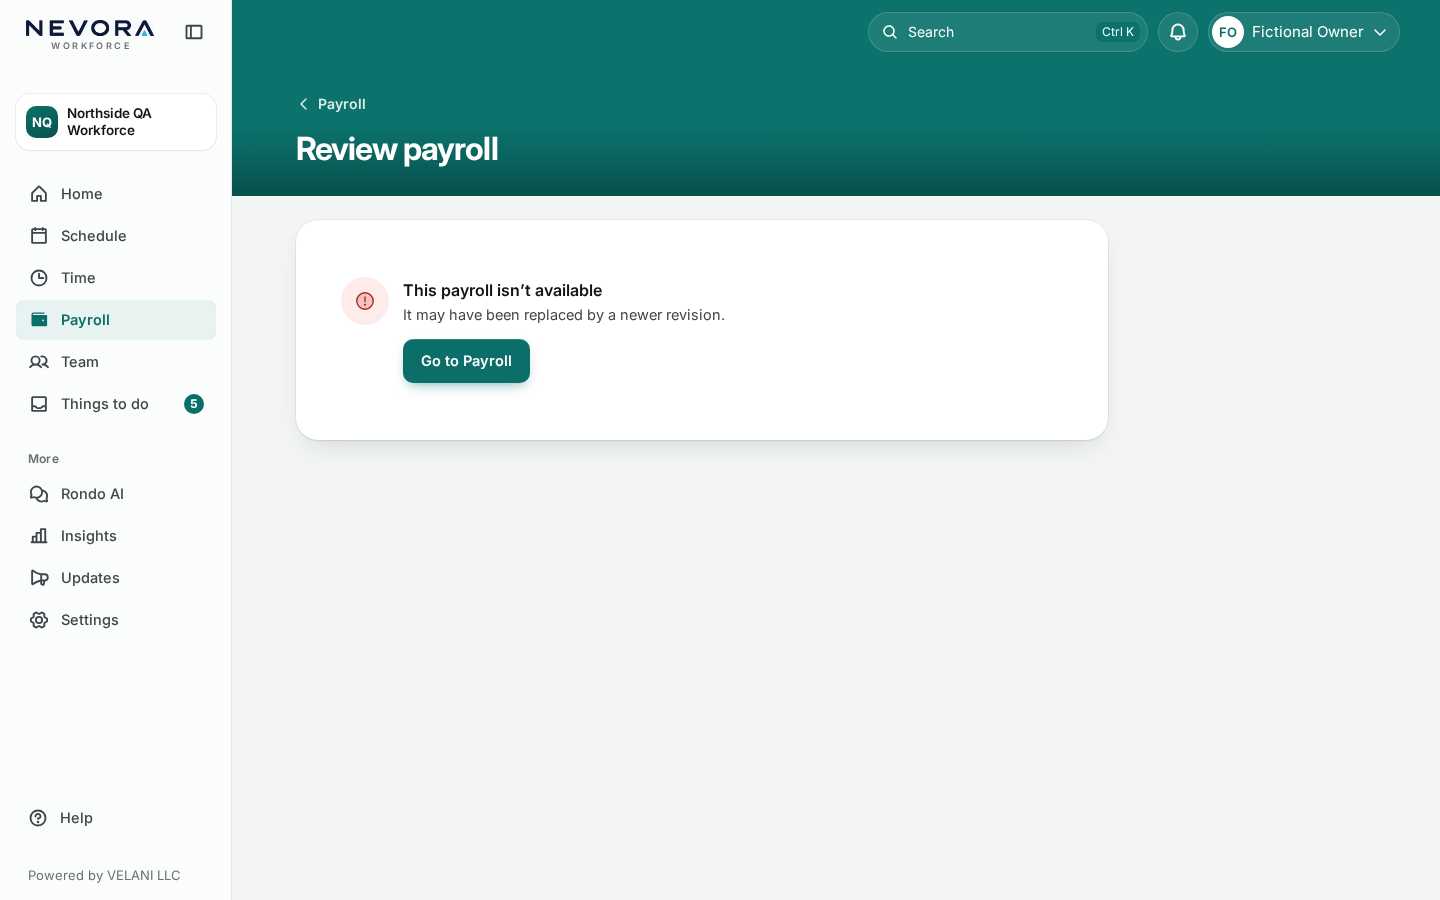 NEVORA
WORKFORCE
Search
Ctrl K
FO
Fictional Owner
NQ
Northside QA
Workforce
Payroll
Review payroll
Home
Schedule
Time
Payroll
Team
Things to do
5
More
Rondo AI
Insights
Updates
Settings
Help
Powered by VELANI LLC
This payroll isn’t available
It may have been replaced by a newer revision.
Go to Payroll